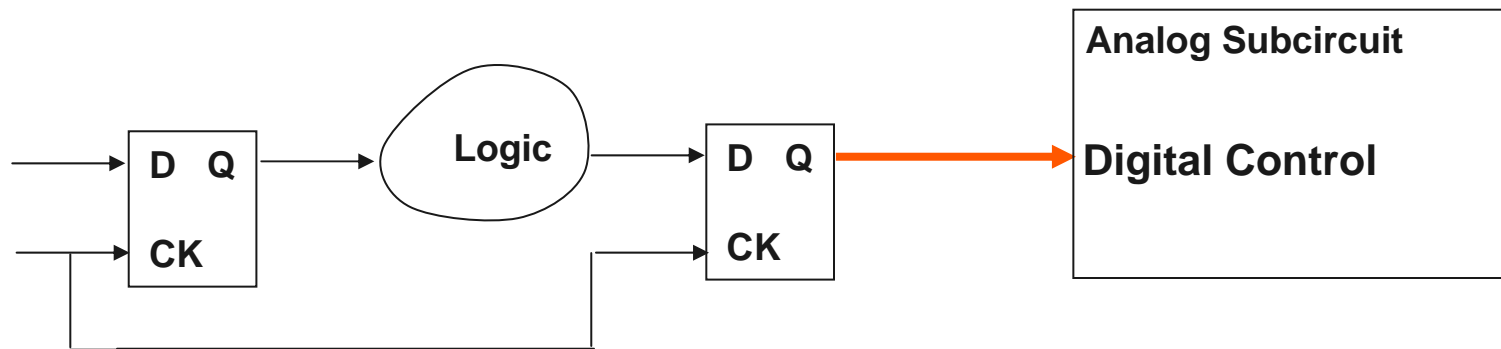 Analog Subcircuit
Logic
D Q
D Q
Digital Control
CK
CK